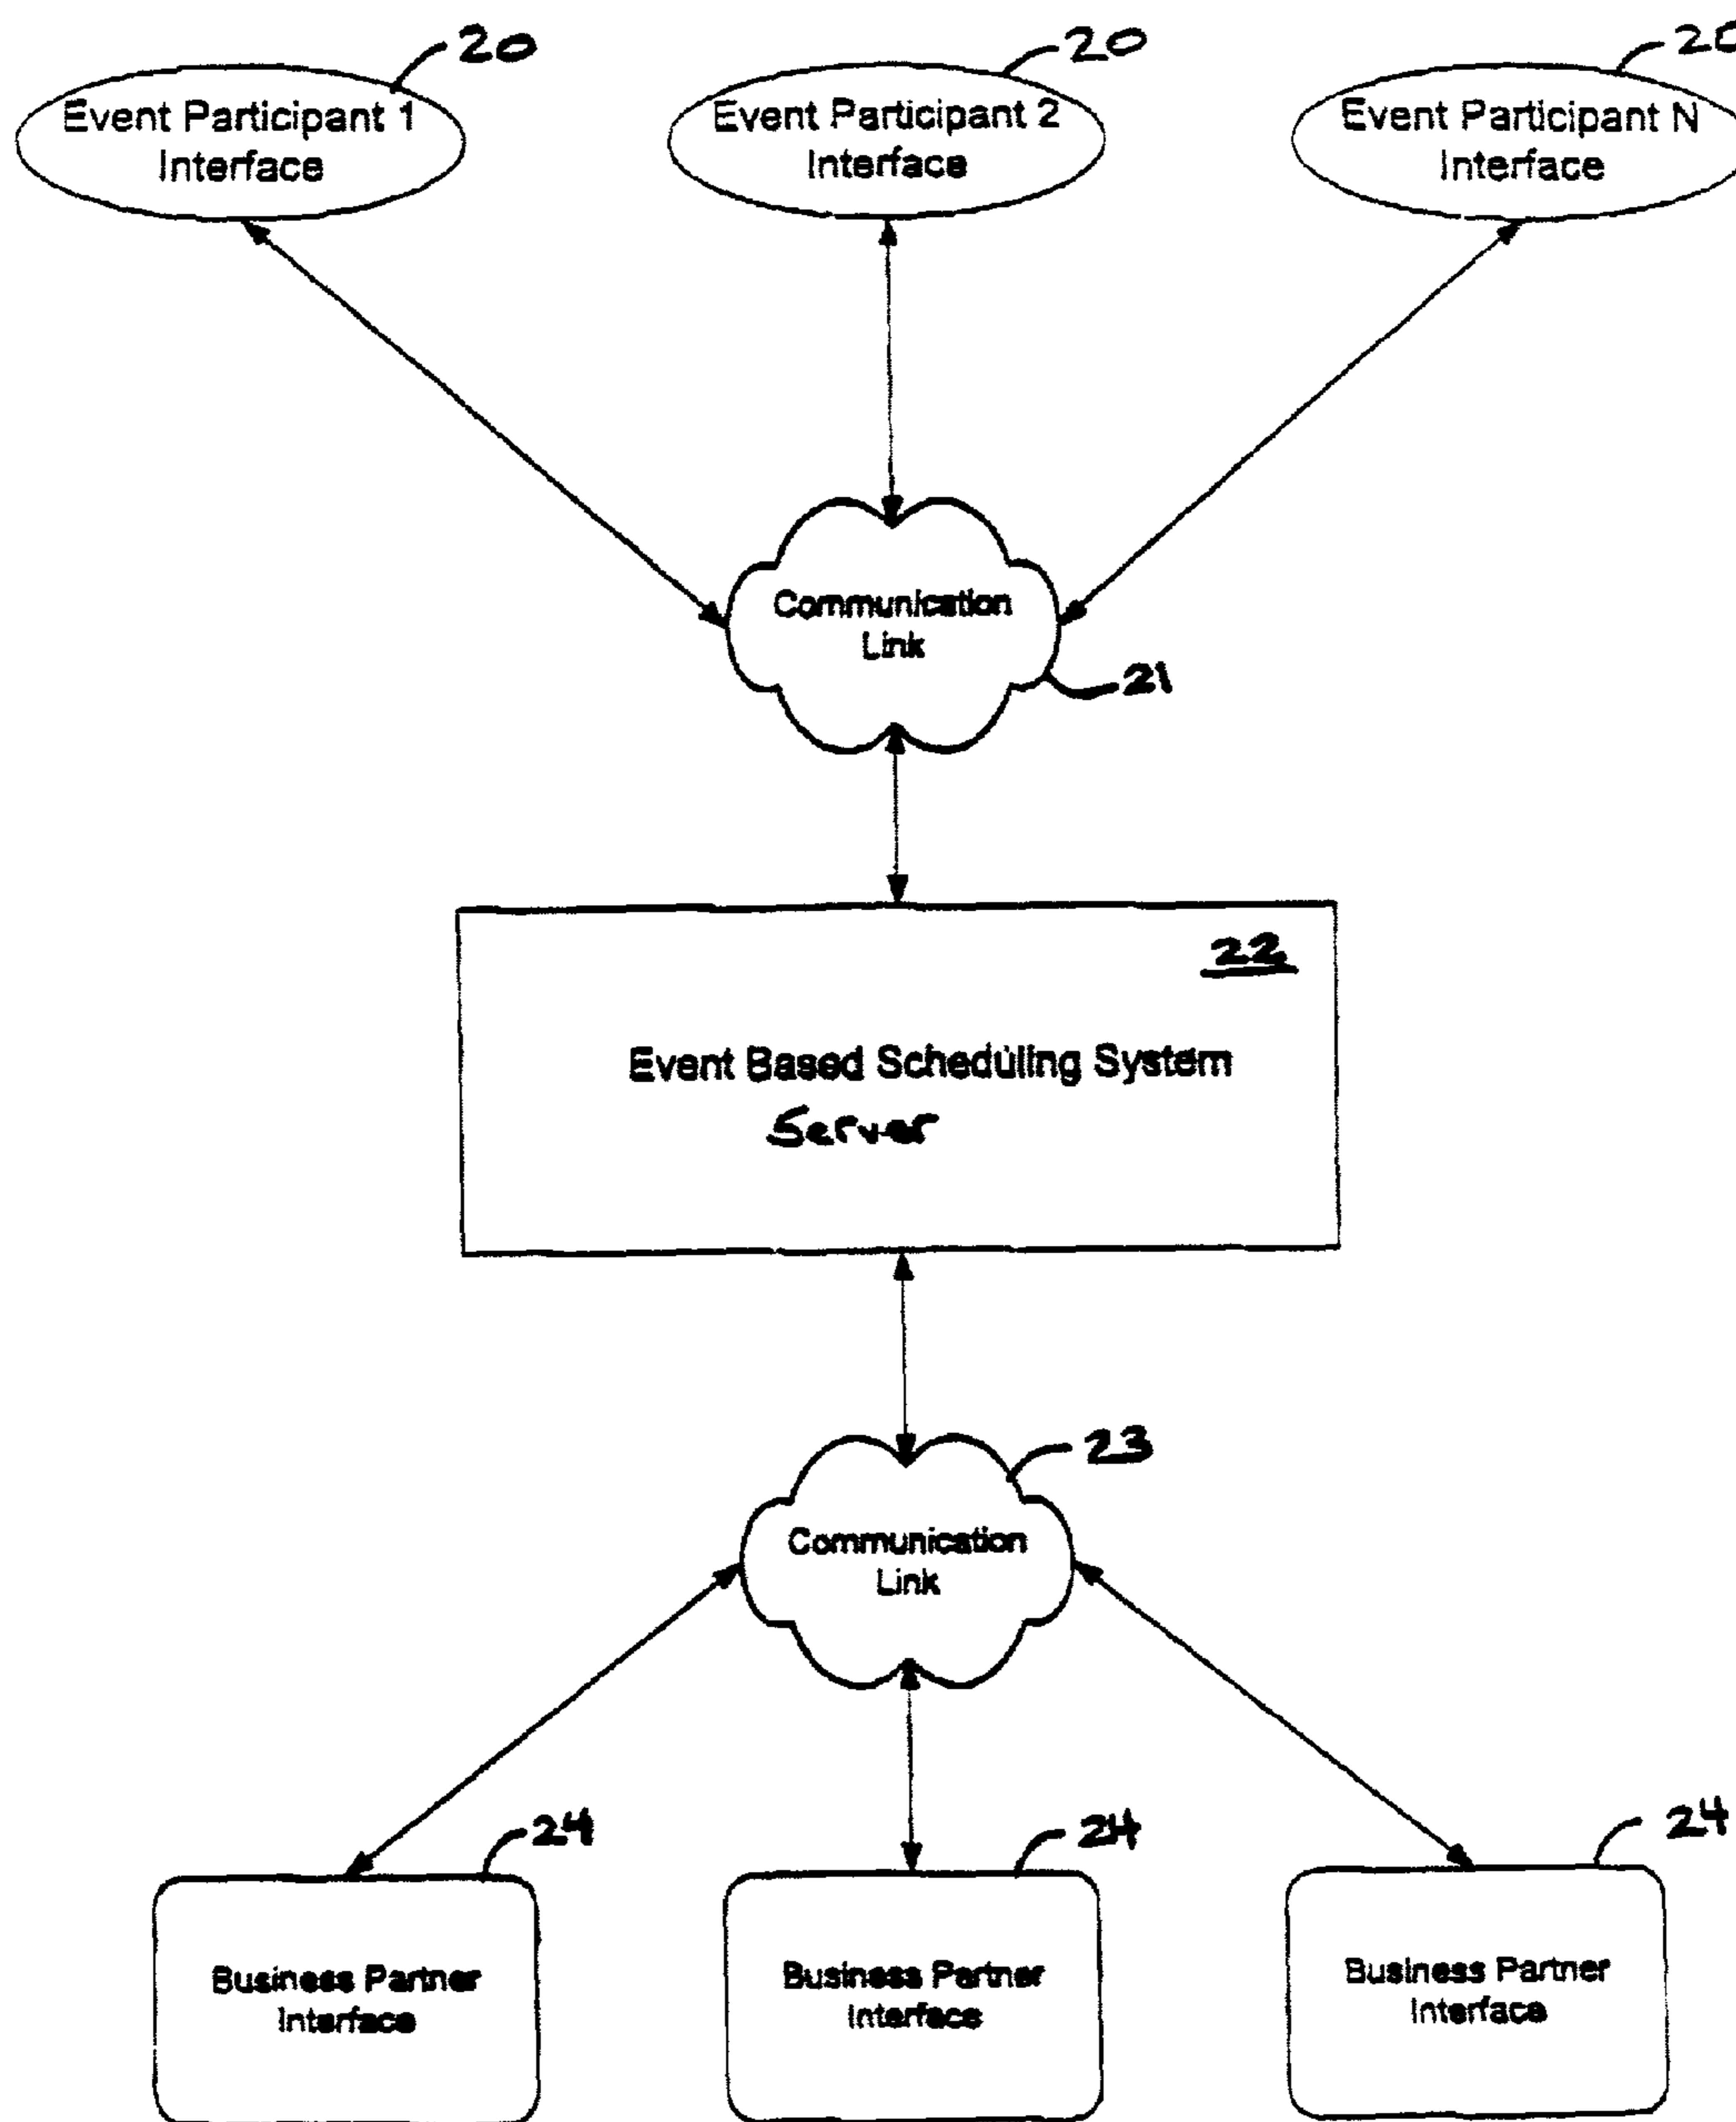 20
20
20
Event Participant 1
Interface
Event Participant 2
Interface
Event Participant N
Interface
Communication
Link
21
22
Event Based Scheduling System
Server
23
Communication
Link
24
24
24
Business Partner
Interface
Business Partner
Interface
Business Partner
Interface